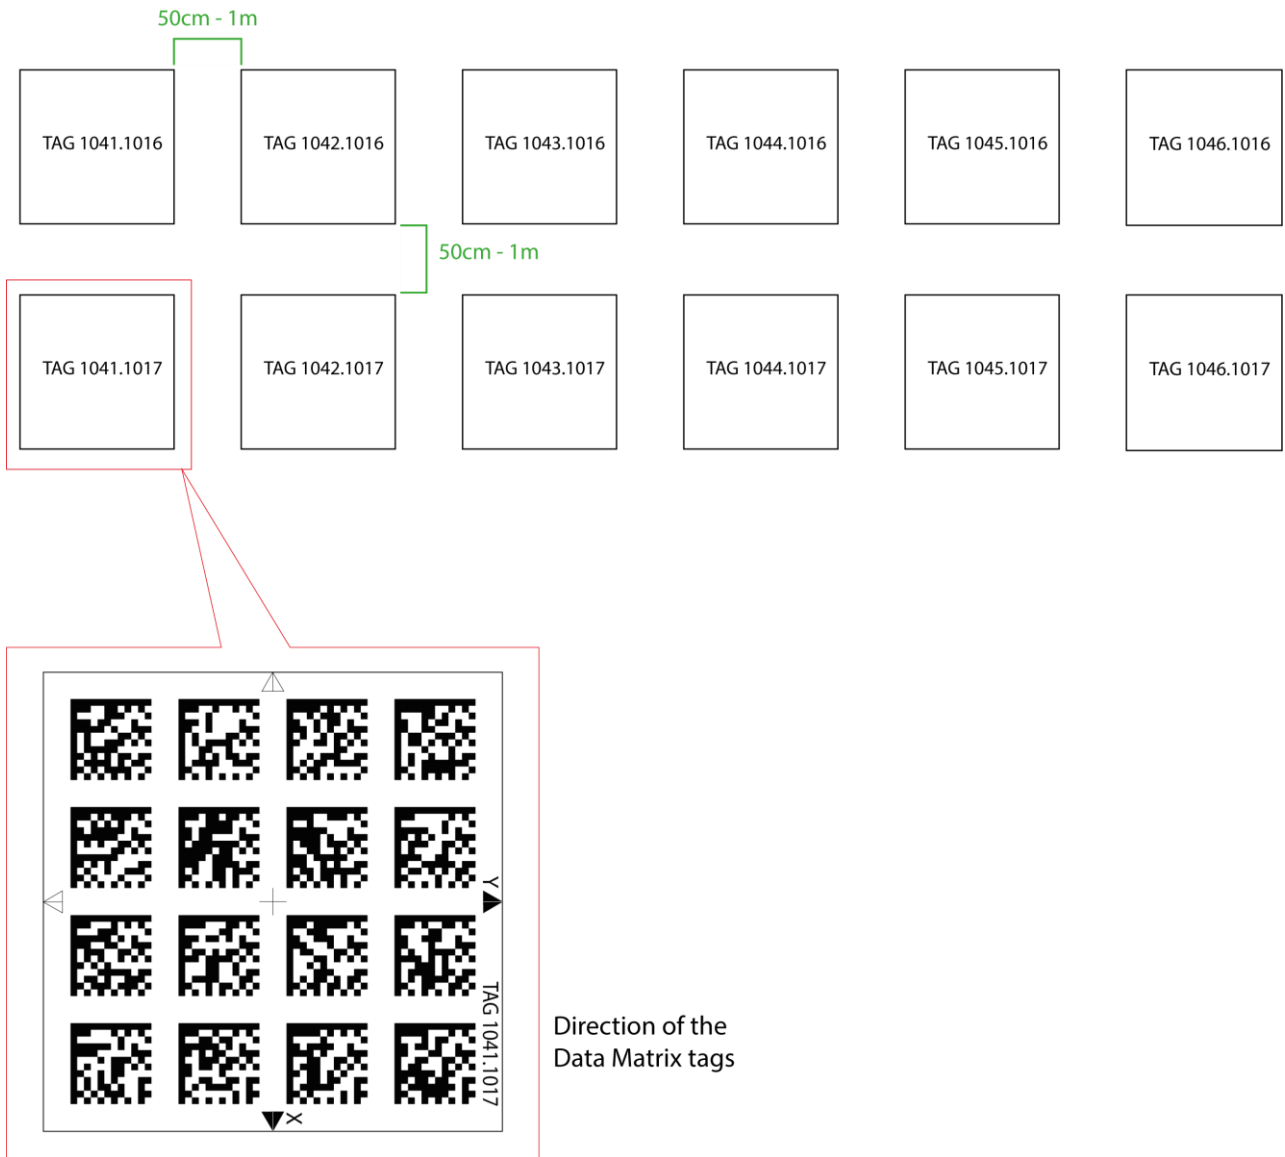 50cm - 1m
TAG 1041.1016
TAG 1042.1016
TAG 1043.1016
TAG 1044.1016
TAG 1045.1016
TAG 1046.1016
50cm - 1m
TAG 1041.1017
TAG 1042.1017
TAG 1043.1017
TAG 1044.1017
TAG 1045.1017
TAG 1046.1017
Y
TAG 1041.1017
X
Direction of the
Data Matrix tags